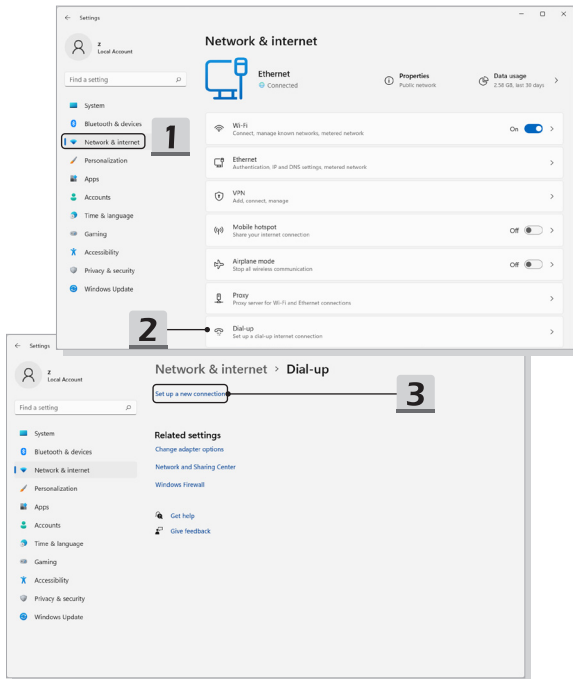 Settings
z
Local Account
Find a setting
System
Bluetooth & devices
Network & internet
Personalization
Apps
Accounts
Time & language
Gaming
Accessibility
Privacy & security
Windows Update
1
Network & internet
Ethernet
Connected
Properties
Public network
Data usage
2.58 GB, last 30 days
Wi-Fi
Connect, manage known networks, metered network
On
Ethernet
Authentication, IP and DNS settings, metered network
VPN
Add, connect, manage
Mobile hotspot
Share your internet connection
Off
Airplane mode
Stop all wireless communication
Off
Proxy
Proxy server for Wi-Fi and Ethernet connections
2
Dial-up
Set up a dial-up internet connection
Settings
z
Local Account
Find a setting
System
Bluetooth & devices
Network & internet
Personalization
Apps
Accounts
Time & language
Gaming
Accessibility
Privacy & security
Windows Update
Network & internet > Dial-up
Set up a new connection
3
Related settings
Change adapter options
Network and Sharing Center
Windows Firewall
Get help
Give feedback